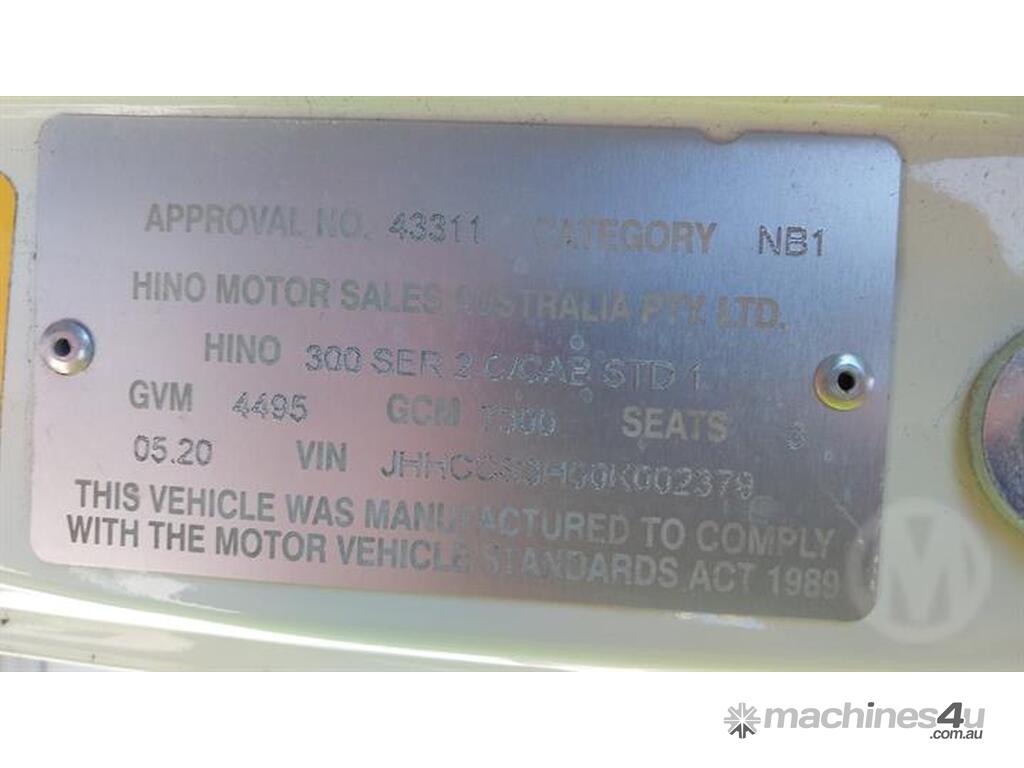 APPROVAL NO. 43311 CATEGORY NB1
HINO MOTOR SALES AUSTRALIA PTY. LTD.
HINO 300 SER 2 C/CAB STD 1
GVM 4495 GCM SEATS 3
05.20 VIN
THIS VEHICLE WAS MANUFACTURED TO COMPLY
WITH THE MOTOR VEHICLE STANDARDS ACT 1989
M
machines4u
.com.au